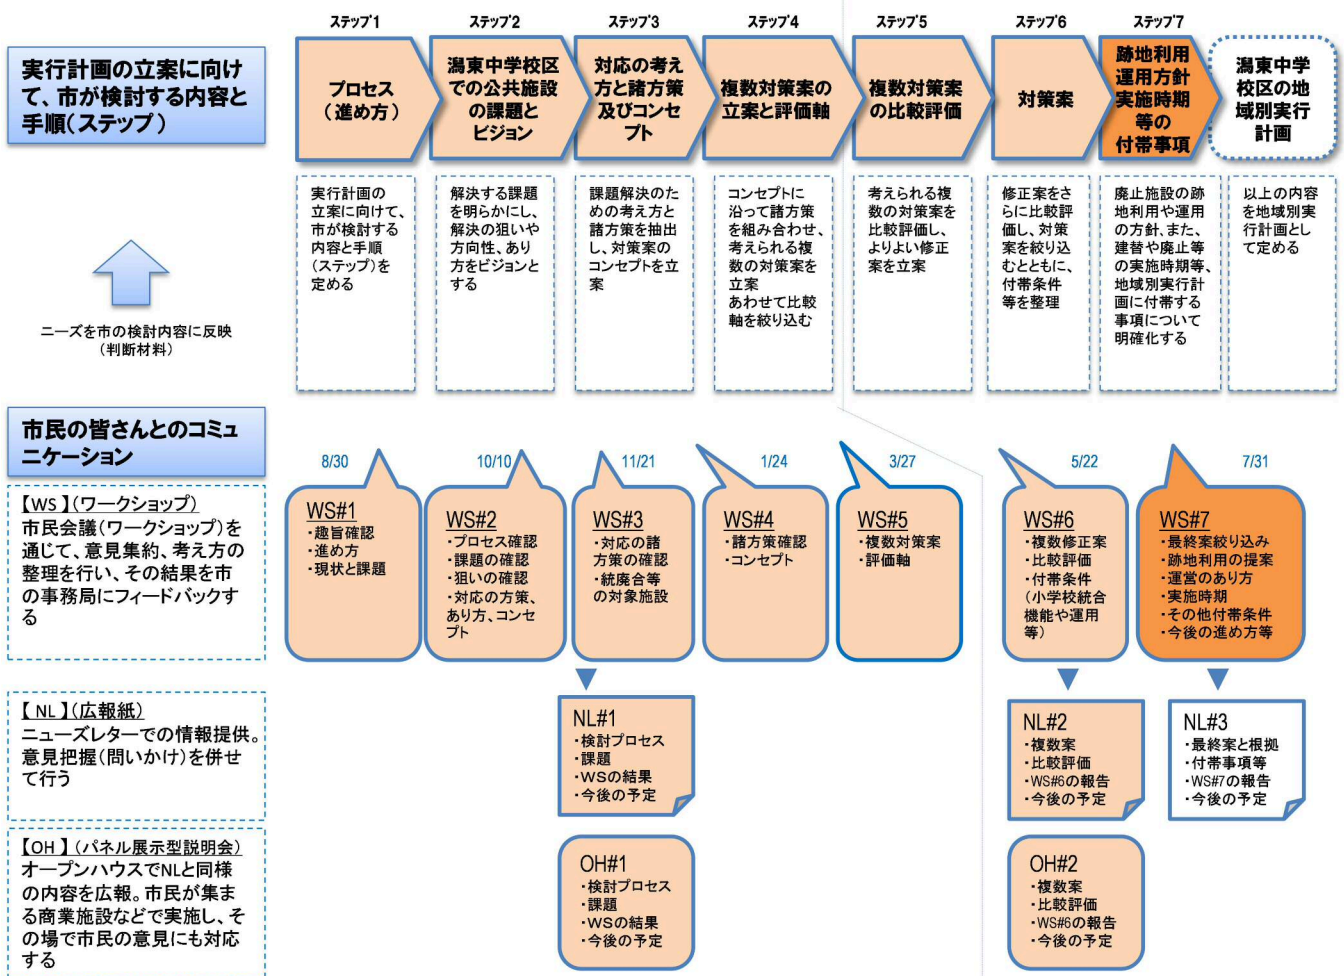 ステップ1
ステップ2
ステップ3
ステップ4
ステップ5
ステップ6
ステップ7
実行計画の立案に向け
て、市が検討する内容と
手順(ステップ)
プロセス
(進め方)
潟東中学校区
での公共施設
の課題と
ビジョン
対応の考え
方と諸方策
及びコンセ
プト
複数対策案の
立案と評価軸
複数対策案
の比較評価
対策案
跡地利用
運用方針
実施時期
等の
付帯事項
潟東中学
校区の地
域別実行
計画
実行計画の
立案に向けて、
市が検討する
内容と手順
(ステップ)を
定める
解決する課題
を明らかにし、
解決の狙いや
方向性、あり
方をビジョンと
する
課題解決のた
めの考え方と
諸方策を抽出
し、対策案の
コンセプトを立
案
コンセプトに
沿って諸方策
を組み合わせ、
考えられる複
数の対策案を
立案
あわせて比較
軸を絞り込む
考えられる複
数の対策案を
比較評価し、
よりよい修正
案を立案
修正案をさ
らに比較評
価し、対策
案を絞り込
むとともに、
付帯条件
等を整理
廃止施設の跡
地利用や運用
の方針、また、
建替や廃止等
の実施時期等、
地域別実行計
画に付帯する
事項について
明確化する
以上の内容
を地域別実
行計画とし
て定める
ニーズを市の検討内容に反映
(判断材料)
市民の皆さんとのコミュ
ニケーション
8/30
10/10
11/21
1/24
3/27
5/22
7/31
【WS】(ワークショップ)
市民会議(ワークショップ)を
通じて、意見集約、考え方の
整理を行い、その結果を市
の事務局にフィードバックす
る
WS#1
・趣旨確認
・進め方
・現状と課題
WS#2
・プロセス確認
・課題の確認
・狙いの確認
・対応の方策、
あり方、コンセ
プト
WS#3
・対応の諸
方策の確認
・統廃合等
の対象施設
WS#4
・諸方策確認
・コンセプト
WS#5
・複数対策案
・評価軸
WS#6
・複数修正案
・比較評価
・付帯条件
(小学校統合
機能や運用
等)
WS#7
・最終案絞り込み
・跡地利用の提案
・運営のあり方
・実施時期
・その他付帯条件
・今後の進め方等
【NL】(広報紙)
ニューズレターでの情報提供。
意見把握(問いかけ)を併せ
て行う
NL#1
・検討プロセス
・課題
・WSの結果
・今後の予定
NL#2
・複数案
・比較評価
・WS#6の報告
・今後の予定
NL#3
・最終案と根拠
・付帯事項等
・WS#7の報告
・今後の予定
【OH】(パネル展示型説明会)
オープンハウスでNLと同様
の内容を広報。市民が集ま
る商業施設などで実施し、そ
の場で市民の意見にも対応
する
OH#1
・検討プロセス
・課題
・WSの結果
・今後の予定
OH#2
・複数案
・比較評価
・WS#6の報告
・今後の予定